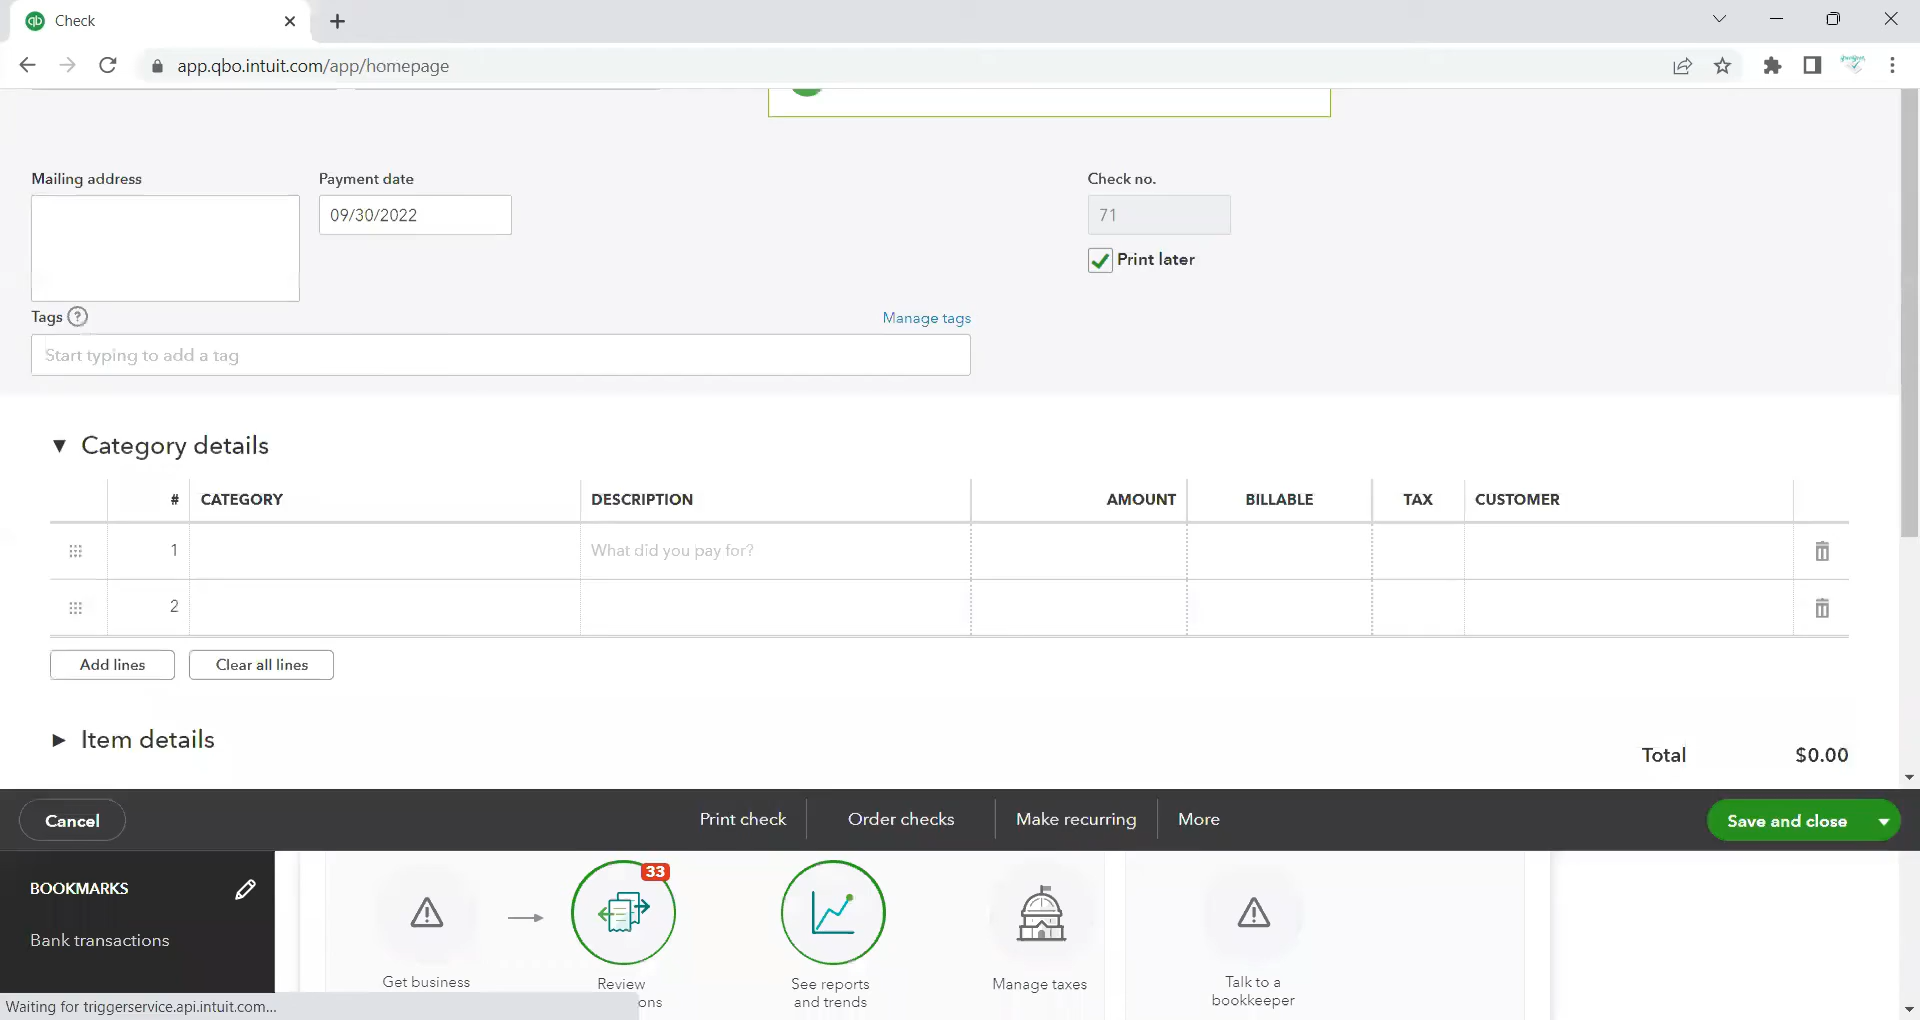 qb Check
app.qbo.intuit.com/app/homepage
Mailing address
Payment date
Check no.
09/30/2022
71
Print later
Tags ?
Manage tags
Start typing to add a tag
Category details
# CATEGORY DESCRIPTION AMOUNT BILLABLE TAX CUSTOMER
1 What did you pay for?
2
Add lines Clear all lines
Item details
Total $0.00
Cancel Print check Order checks Make recurring More Save and close
BOOKMARKS
33
Bank transactions
Get business
Review
ons
See reports
and trends
Manage taxes
Talk to a
bookkeeper
Waiting for triggerservice.api.intuit.com...